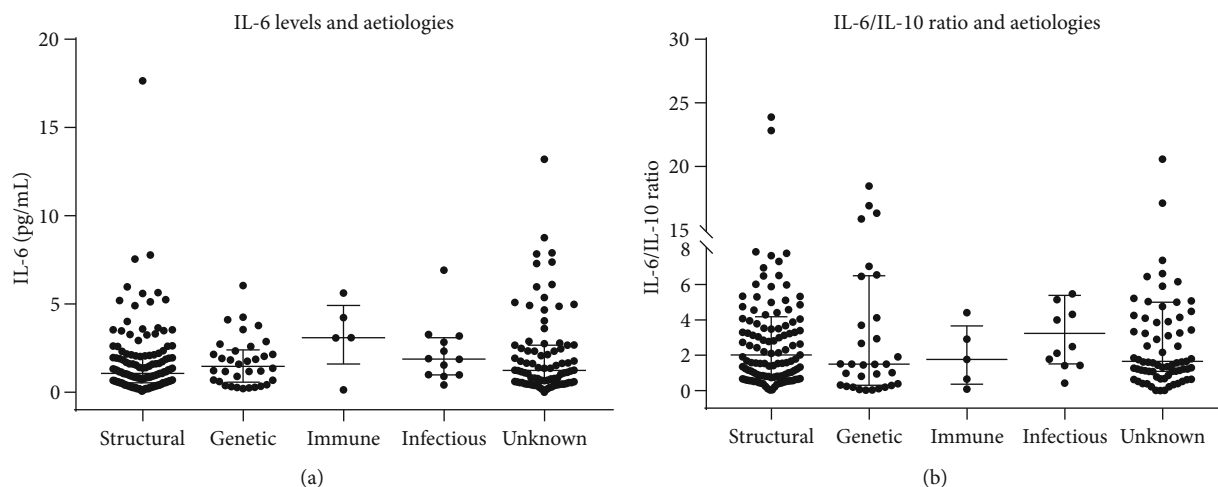 IL-6 levels and aetiologies
20
15
10
5
0
IL-6 (pg/mL)
Structural Genetic Immune Infectious Unknown
(a)
IL-6/IL-10 ratio and aetiologies
30
25
20
15
8
6
4
2
0
IL-6/IL-10 ratio
Structural Genetic Immune Infectious Unknown
(b)